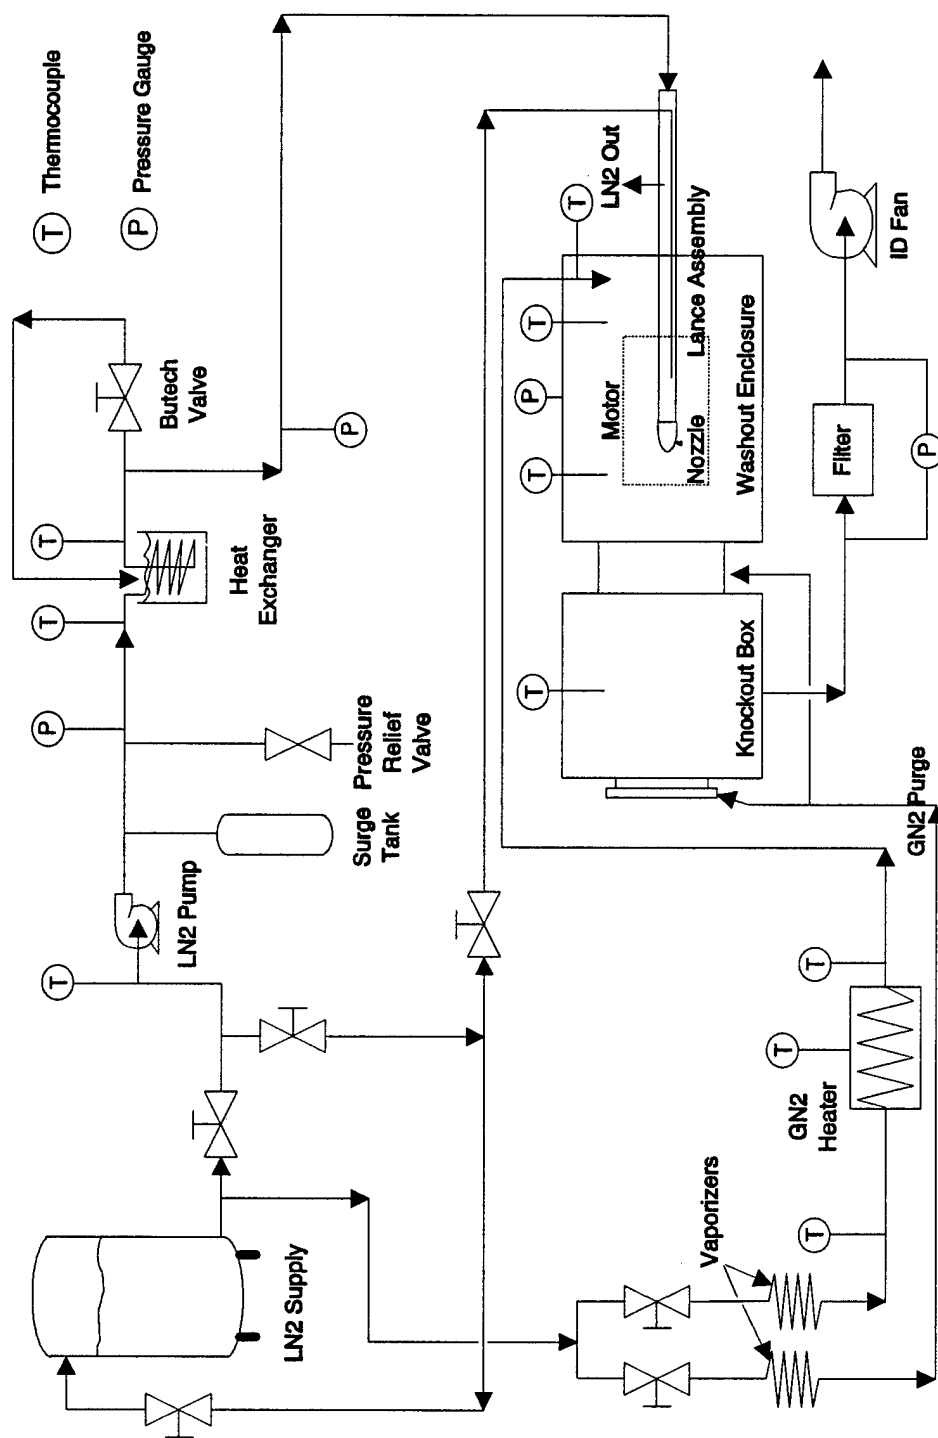 T Thermocouple
P Pressure Gauge
Butech
Valve
P
T
Heat
Exchanger
T
P
Pressure
Relief
Valve
Surge
Tank
LN2 Pump
T
LN2 Supply
T
LN2 Out
Lance Assembly
T
P
T
Motor
Nozzle
Washout Enclosure
ID Fan
Filter
P
T
Knockout Box
GN2 Purge
T
T
GN2
Heater
T
Vaporizers